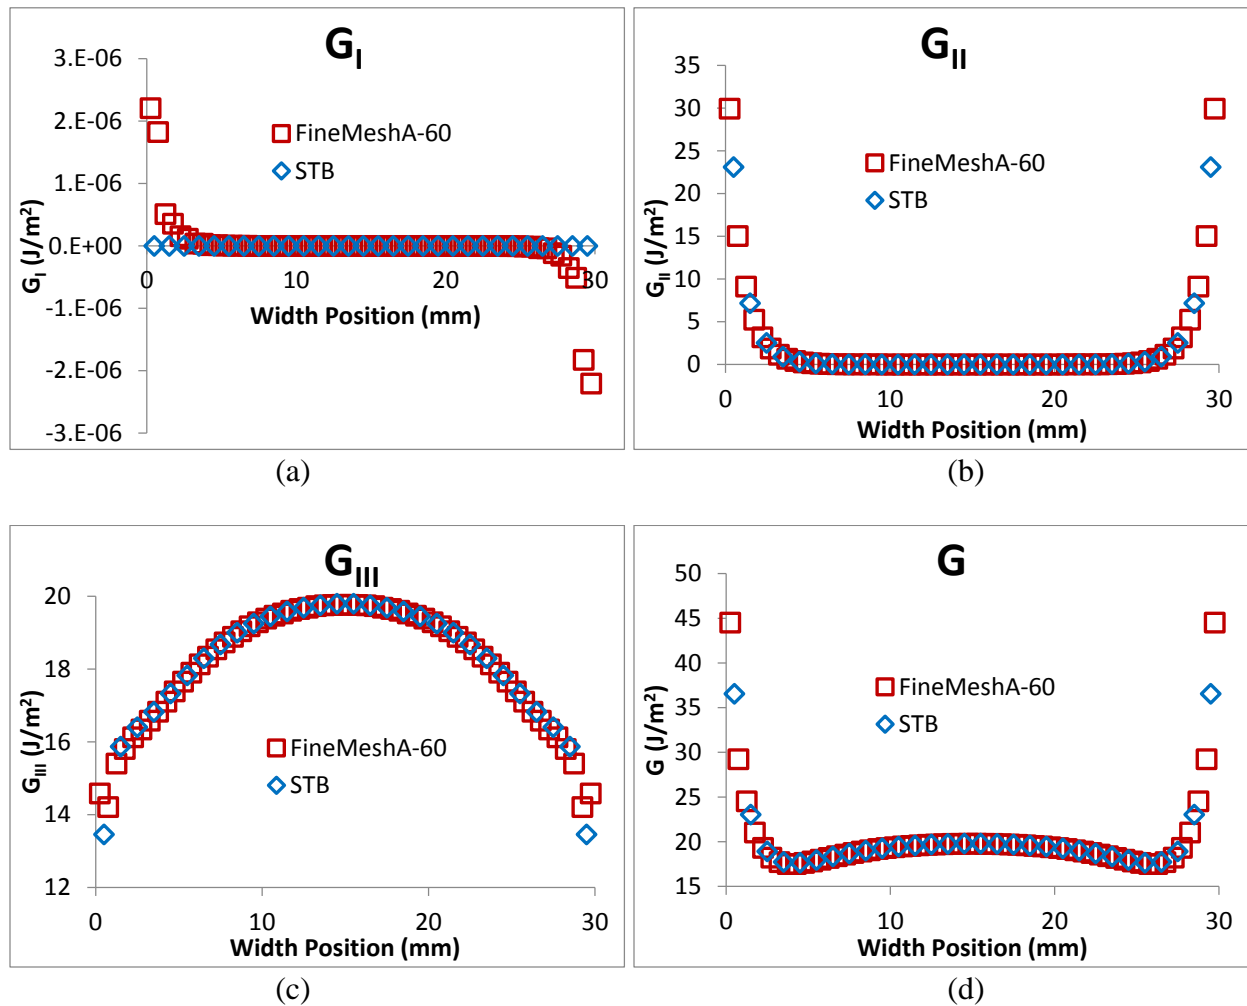 G_I
3.E-06
2.E-06
1.E-06
0.E+00
-1.E-06
-2.E-06
-3.E-06
0 10 20 30
G_I (J/m²)
Width Position (mm)
FineMeshA-60
STB
(a)
G_II
35
30
25
20
15
10
5
0
0 10 20 30
G_II (J/m²)
Width Position (mm)
FineMeshA-60
STB
(b)
G_III
20
18
16
14
12
0 10 20 30
G_III (J/m²)
Width Position (mm)
FineMeshA-60
STB
(c)
G
50
45
40
35
30
25
20
15
0 10 20 30
G (J/m²)
Width Position (mm)
FineMeshA-60
STB
(d)